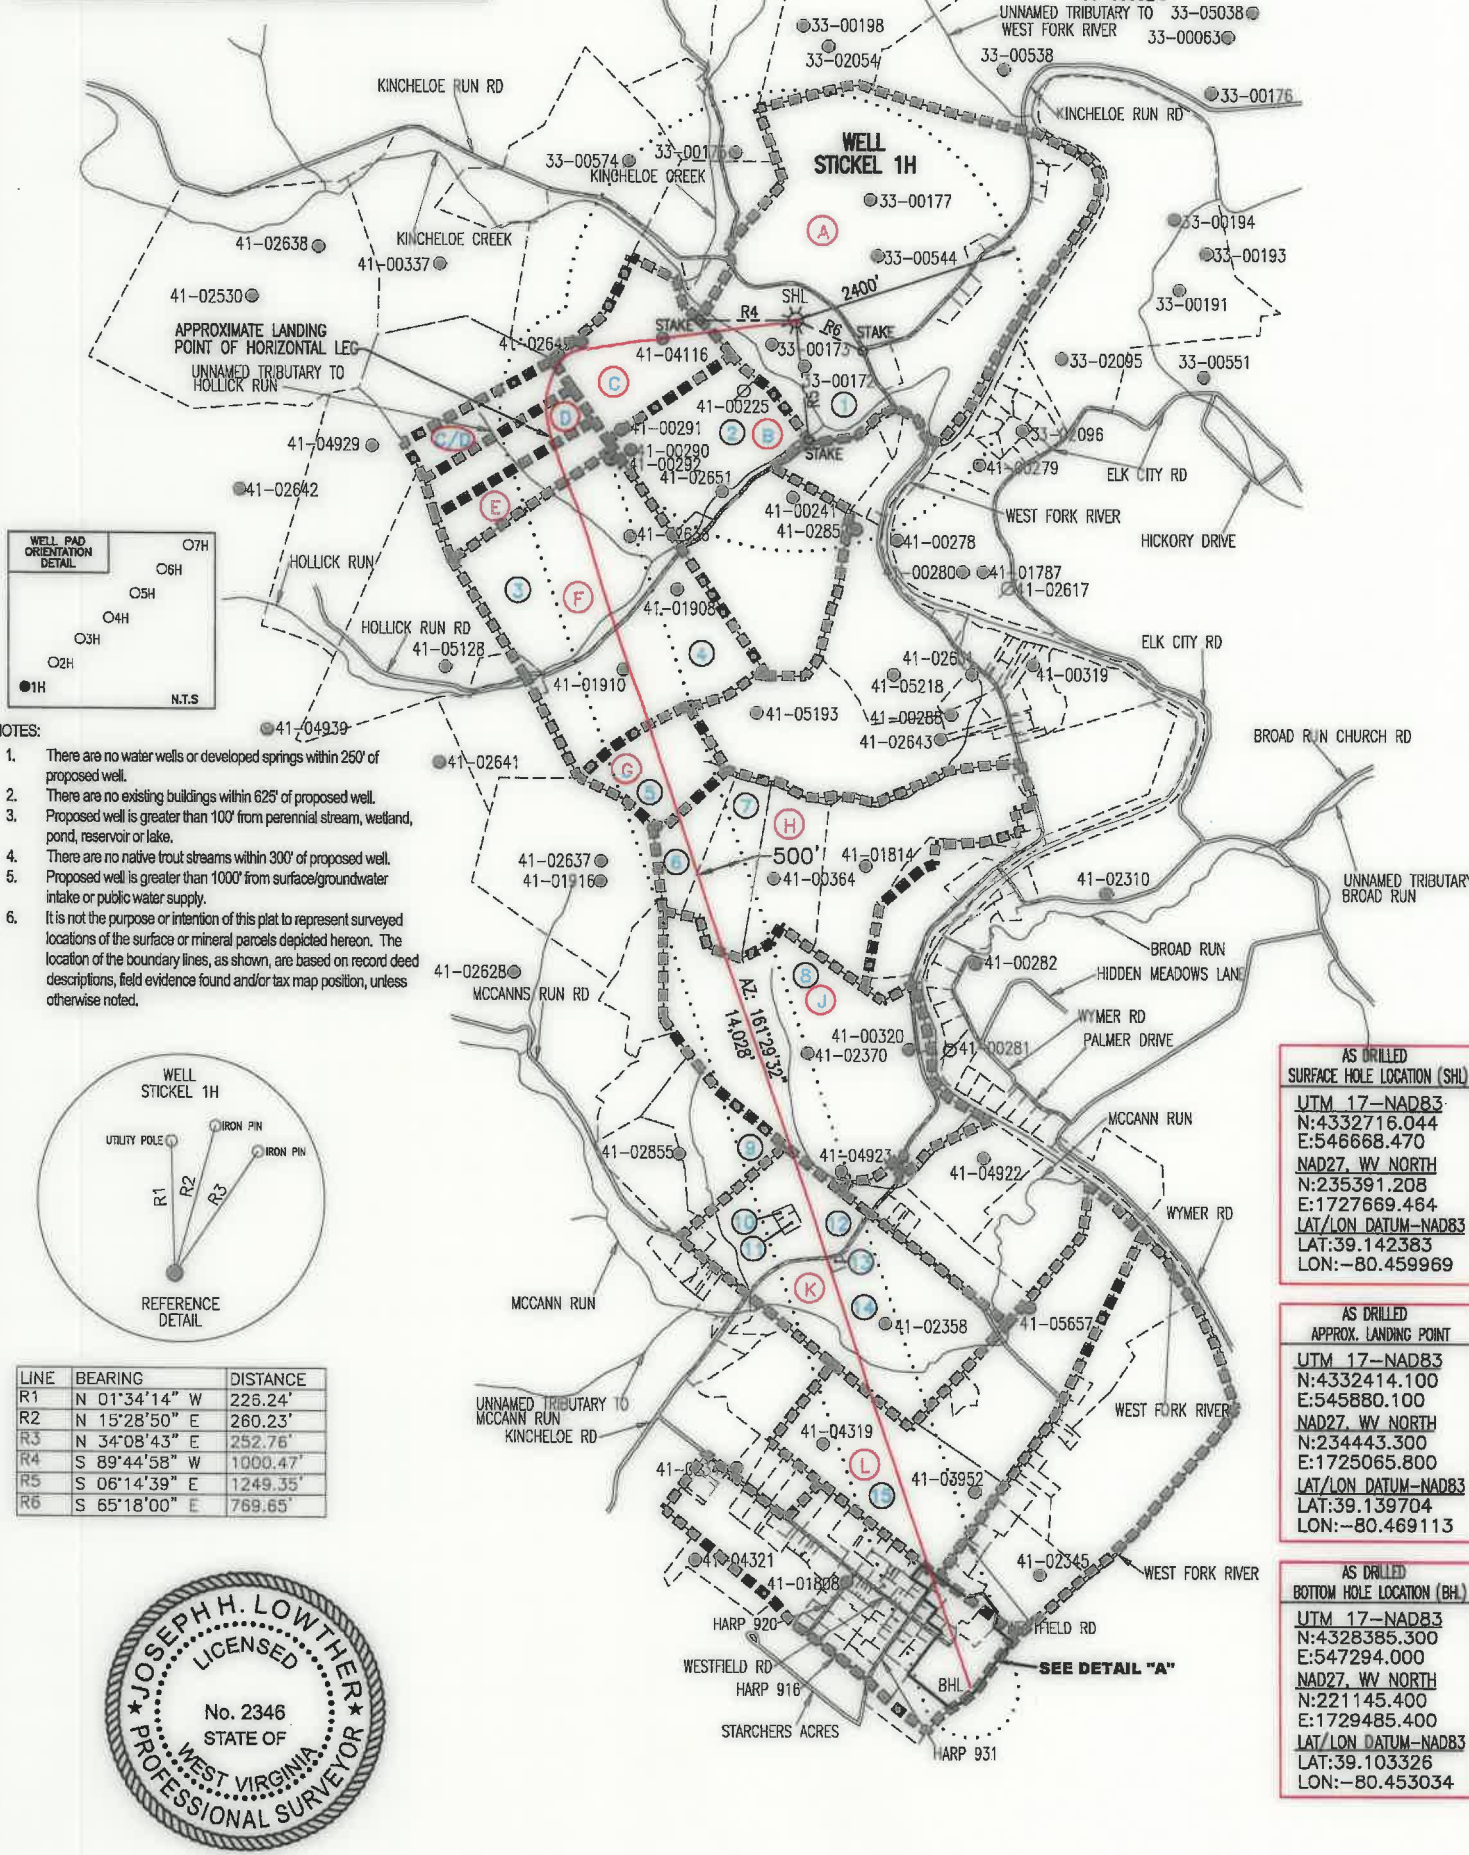 UNNAMED TRIBUTARY TO
WEST FORK RIVER
33-05038
33-00063
33-00198
33-02054
33-00538
KINCHELOE RUN RD
33-00176
KINCHELOE RUN RD
WELL
STICKEL 1H
33-00574
KINCHELOE CREEK
33-00177
A
33-00194
41-02638
KINCHELOE CREEK
41-00337
33-00544
33-00193
41-02530
SHL
2400'
33-00191
R4
R6
STAKE
STAKE
APPROXIMATE LANDING
POINT OF HORIZONTAL LEG
41-04116
33-00173
33-02095
33-00551
UNNAMED TRIBUTARY TO
HOLLICK RUN
C
33-00172
41-00225
R5
1
D
C/D
41-00291
2
B
33-02096
41-04929
41-00290
STAKE
41-00292
41-00279
ELK CITY RD
41-02651
41-02642
E
41-00241
WEST FORK RIVER
41-0285
41-02633
41-00278
HICKORY DRIVE
WELL PAD
ORIENTATION
DETAIL
7H
6H
5H
4H
3H
2H
1H
N.T.S
HOLLICK RUN
-00280
41-01787
41-02617
3
F
41-01908
HOLLICK RUN RD
41-05128
4
ELK CITY RD
41-01910
41-05218
41-00319
41-04939
41-05193
41-00285
41-02643
BROAD RUN CHURCH RD
41-02641
G
5
7
H
NOTES:
1. There are no water wells or developed springs within 250' of
proposed well.
2. There are no existing buildings within 625' of proposed well.
3. Proposed well is greater than 100' from perennial stream, wetland,
pond, reservoir or lake.
4. There are no native trout streams within 300' of proposed well.
5. Proposed well is greater than 1000' from surface/groundwater
intake or public water supply.
6. It is not the purpose or intention of this plat to represent surveyed
locations of the surface or mineral parcels depicted hereon. The
location of the boundary lines, as shown, are based on record deed
descriptions, field evidence found and/or tax map position, unless
otherwise noted.
41-02637
41-01916
6
500'
41-01814
41-00364
41-02310
UNNAMED TRIBUTARY
BROAD RUN
BROAD RUN
41-02628
41-00282
HIDDEN MEADOWS LANE
MCCANNS RUN RD
8
J
AZ: 161°29'32"
14,028'
WYMER RD
41-00320
41-02370
41-00281
PALMER DRIVE
WELL
STICKEL 1H
UTILITY POLE
IRON PIN
IRON PIN
R1
R2
R3
REFERENCE
DETAIL
MCCANN RUN
41-02855
9
41-04923
41-04922
10
11
12
13
14
K
WYMER RD
MCCANN RUN
41-02358
41-05657
AS DRILLED
SURFACE HOLE LOCATION (SHL)
UTM 17-NAD83
N:4332716.044
E:546668.470
NAD27, WV NORTH
N:235391.208
E:1727669.464
LAT/LON DATUM-NAD83
LAT:39.142383
LON:-80.459969
AS DRILLED
APPROX. LANDING POINT
UTM 17-NAD83
N:4332414.100
E:545880.100
NAD27, WV NORTH
N:234443.300
E:1725065.800
LAT/LON DATUM-NAD83
LAT:39.139704
LON:-80.469113
AS DRILLED
BOTTOM HOLE LOCATION (BHL)
UTM 17-NAD83
N:4328385.300
E:547294.000
NAD27, WV NORTH
N:221145.400
E:1729485.400
LAT/LON DATUM-NAD83
LAT:39.103326
LON:-80.453034
LINE BEARING DISTANCE
R1 N 01°34'14" W 226.24'
R2 N 15°28'50" E 260.23'
R3 N 34°08'43" E 252.76'
R4 S 89°44'58" W 1000.47'
R5 S 06°14'39" E 1249.35'
R6 S 65°18'00" E 769.65'
UNNAMED TRIBUTARY TO
MCCANN RUN
KINCHELOE RD
WEST FORK RIVER
41-04319
L
15
41-03952
41-04321
41-01808
41-02345
WEST FORK RIVER
HARP 920
WESTFIELD RD
HARP 916
BHL
SEE DETAIL "A"
STARCHERS ACRES
HARP 931
JOSEPH H. LOWTHER
LICENSED
No. 2346
STATE OF
WEST VIRGINIA
PROFESSIONAL SURVEYOR